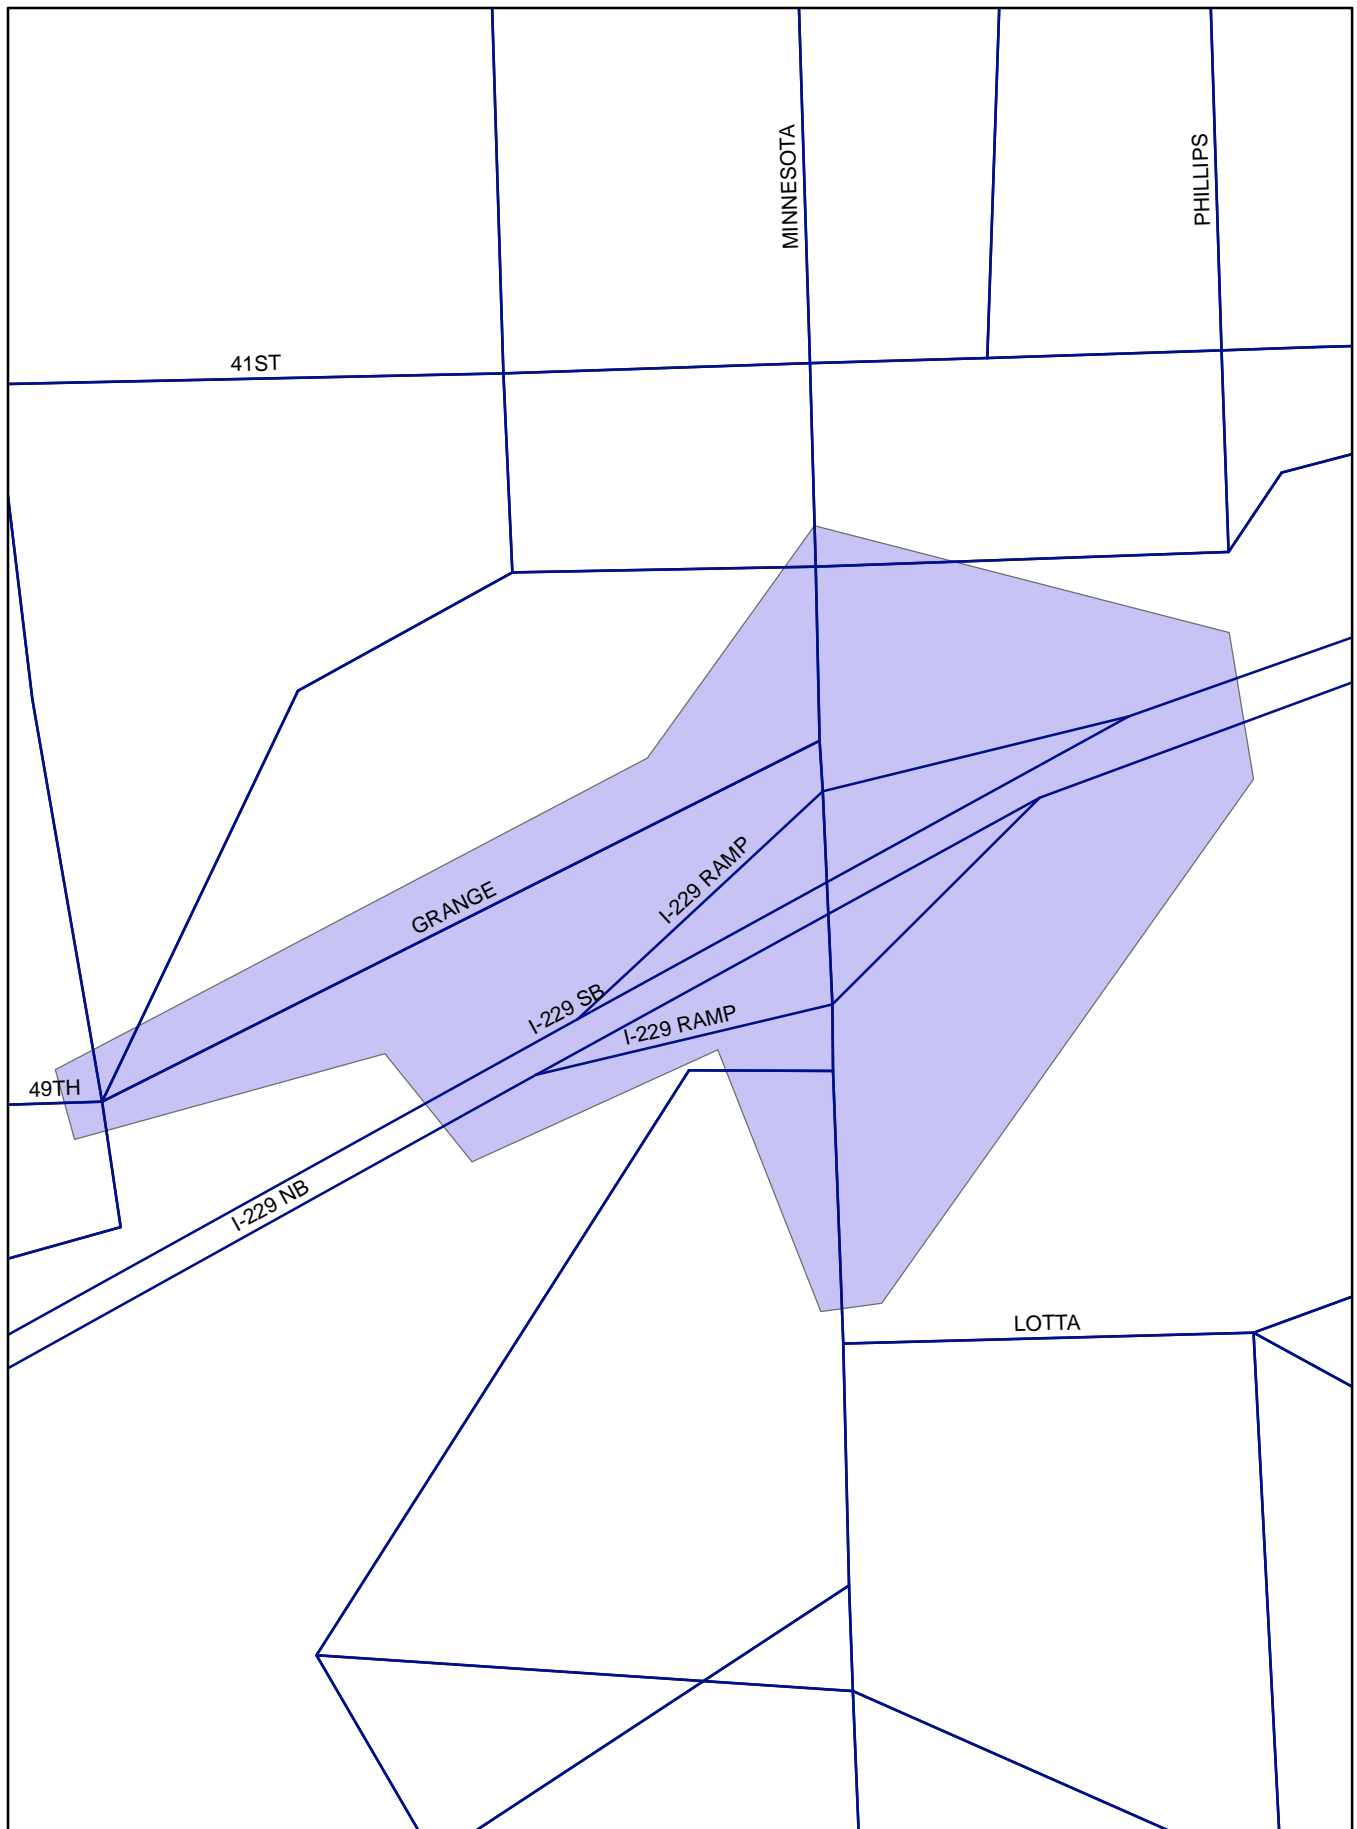 MINNESOTA
PHILLIPS
41ST
I-229 RAMP
GRANGE
I-229 SB
I-229 RAMP
49TH
I-229 NB
LOTTA